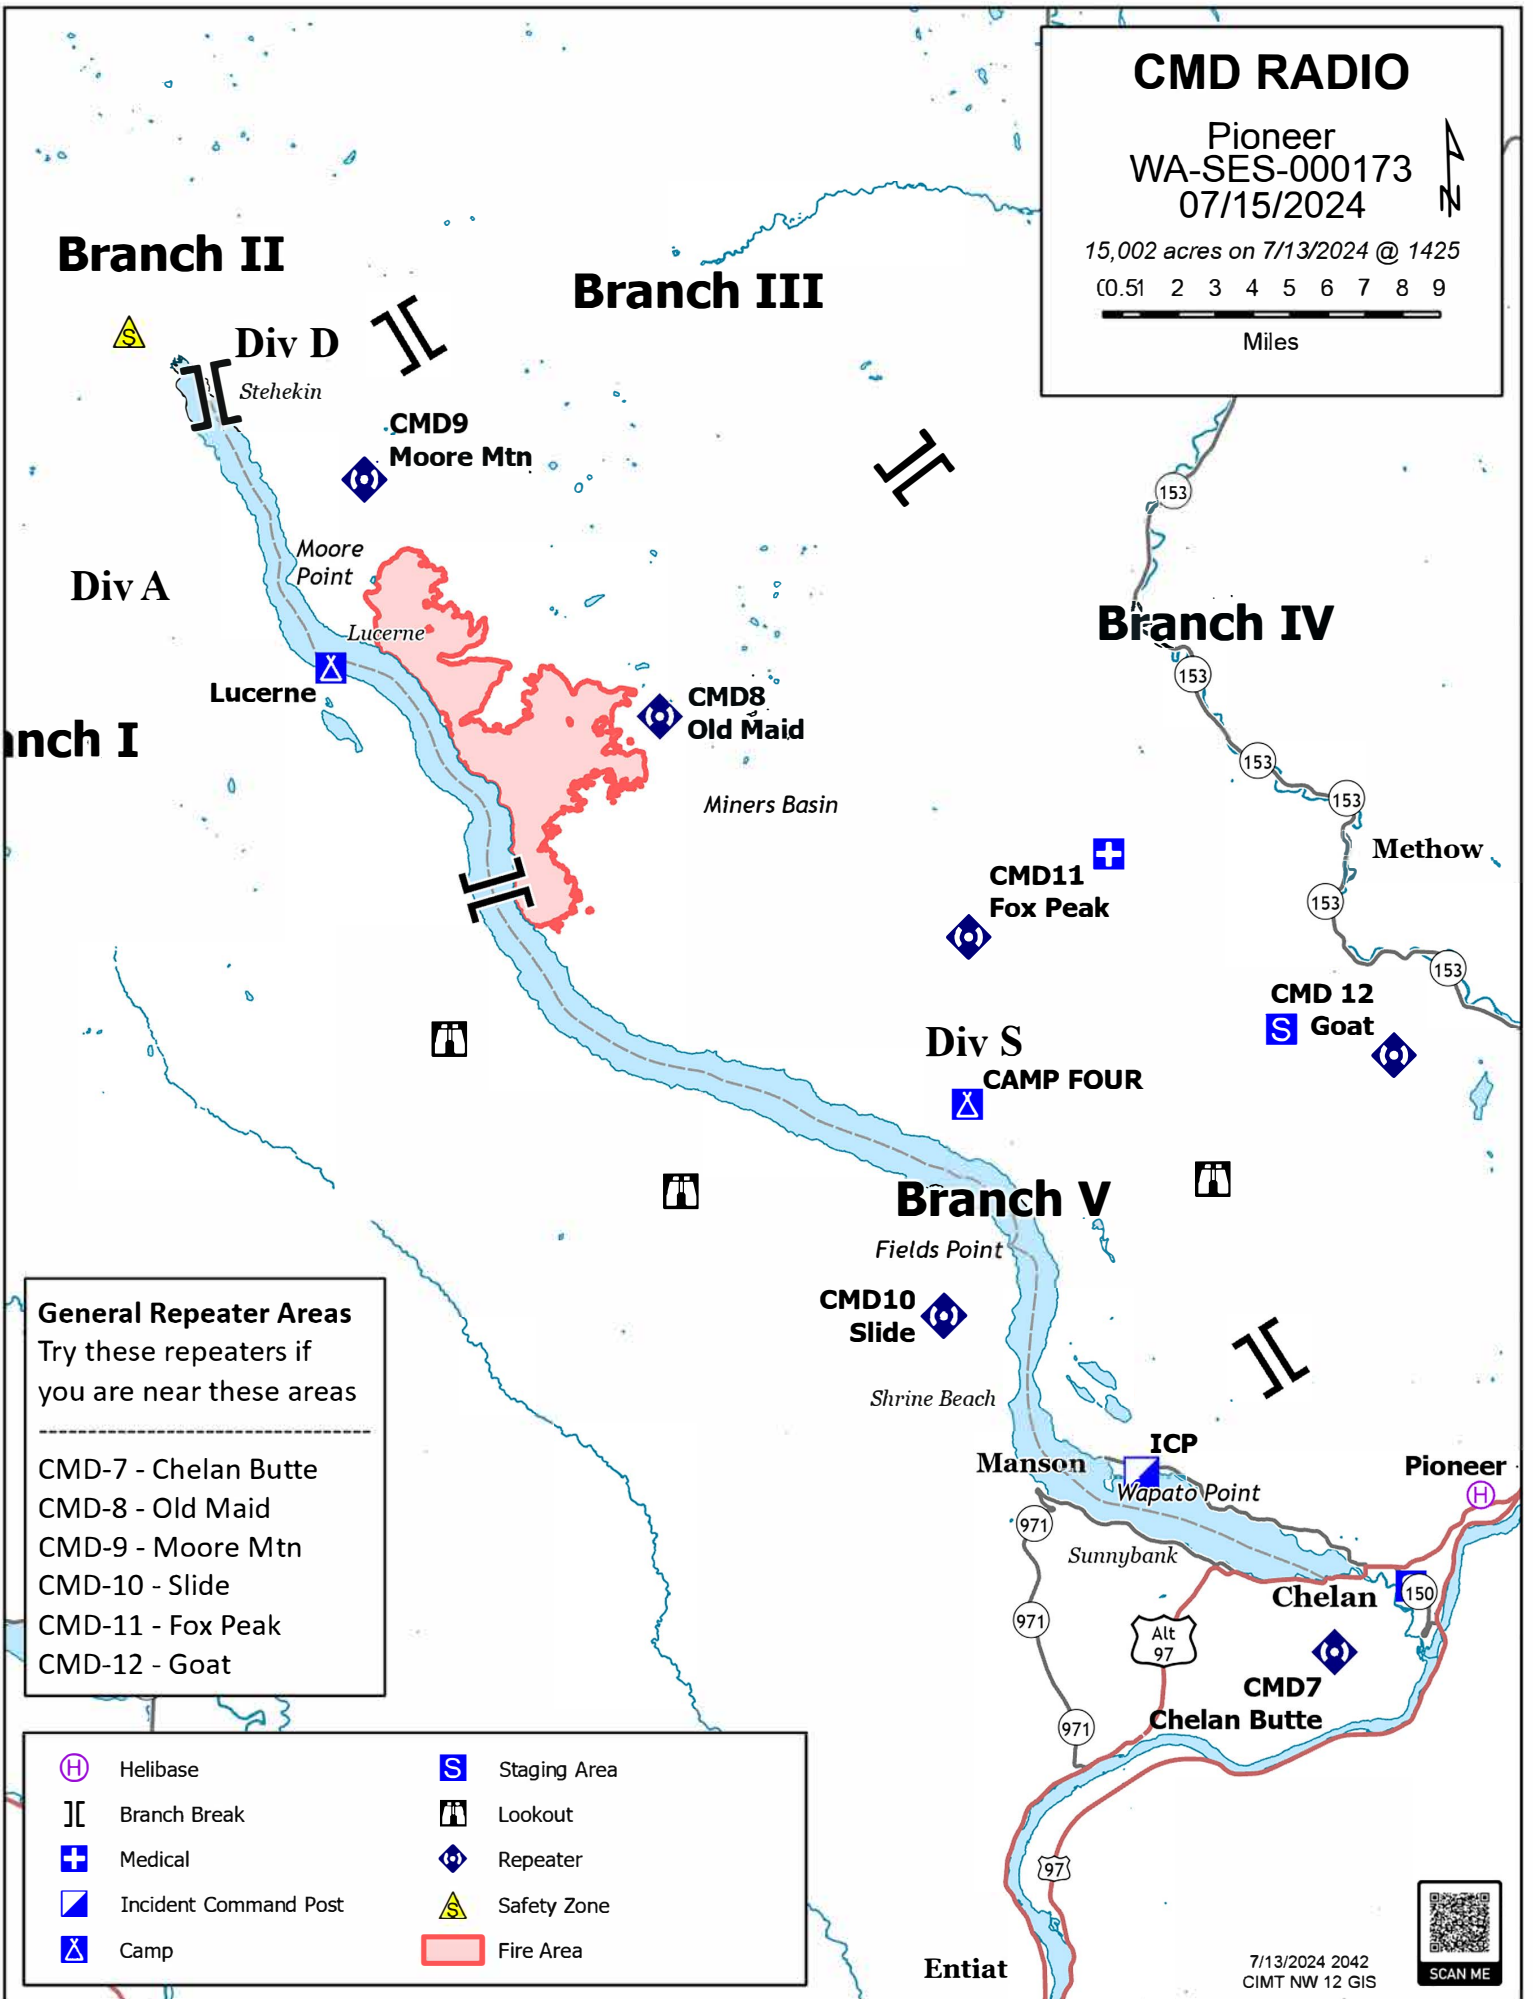 CMD RADIO
Pioneer
WA-SES-000173
07/15/2024
N
15,002 acres on 7/13/2024 @ 1425
00.51 2 3 4 5 6 7 8 9
Miles
Branch II
Branch III
S
Div D
Stehekin
CMD9
Moore Mtn
153
Moore
Point
Div A
Lucerne
Branch IV
153
Lucerne
CMD8
Old Maid
anch I
153
153
Miners Basin
Methow
CMD11
Fox Peak
153
153
CMD 12
S Goat
Div S
CAMP FOUR
Branch V
Fields Point
CMD10
Slide
Shrine Beach
ICP
Manson
Wapato Point
Pioneer
H
971
Sunnybank
Chelan
150
971
Alt
97
CMD7
Chelan Butte
971
97
Entiat
General Repeater Areas
Try these repeaters if
you are near these areas
CMD-7 - Chelan Butte
CMD-8 - Old Maid
CMD-9 - Moore Mtn
CMD-10 - Slide
CMD-11 - Fox Peak
CMD-12 - Goat
H Helibase
Branch Break
Medical
Incident Command Post
Camp
S Staging Area
Lookout
Repeater
S Safety Zone
Fire Area
7/13/2024 2042
CIMT NW 12 GIS
SCAN ME